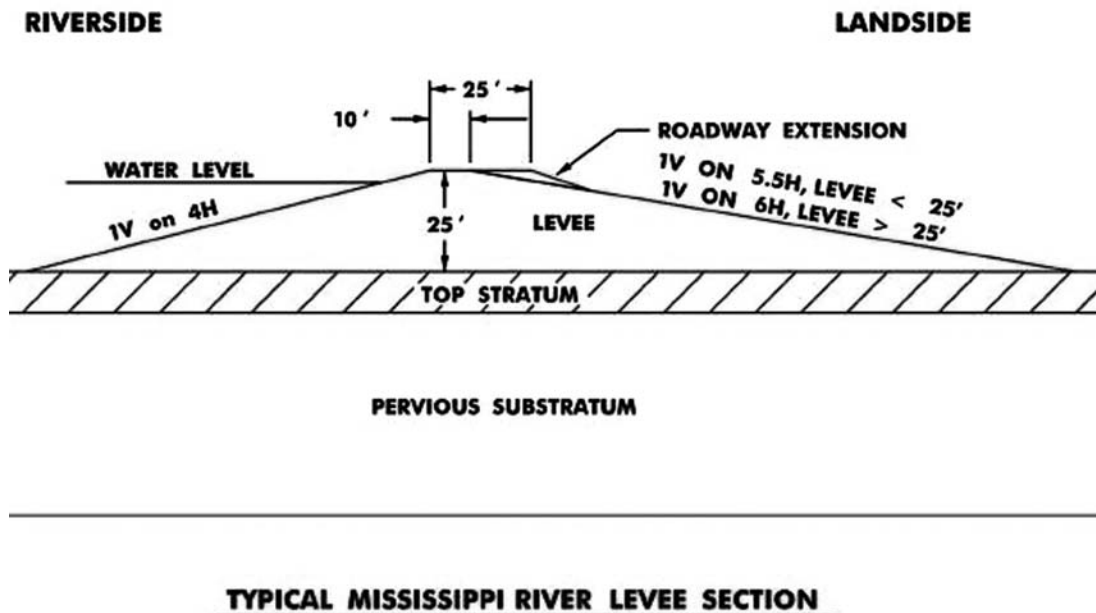 RIVERSIDE
LANDSIDE
25'
10'
ROADWAY EXTENSION
WATER LEVEL
1V on 4H
25'
LEVEE
1V ON 5.5H, LEVEE < 25'
1V ON 6H, LEVEE > 25'
TOP STRATUM
PERVIOUS SUBSTRATUM
TYPICAL MISSISSIPPI RIVER LEVEE SECTION